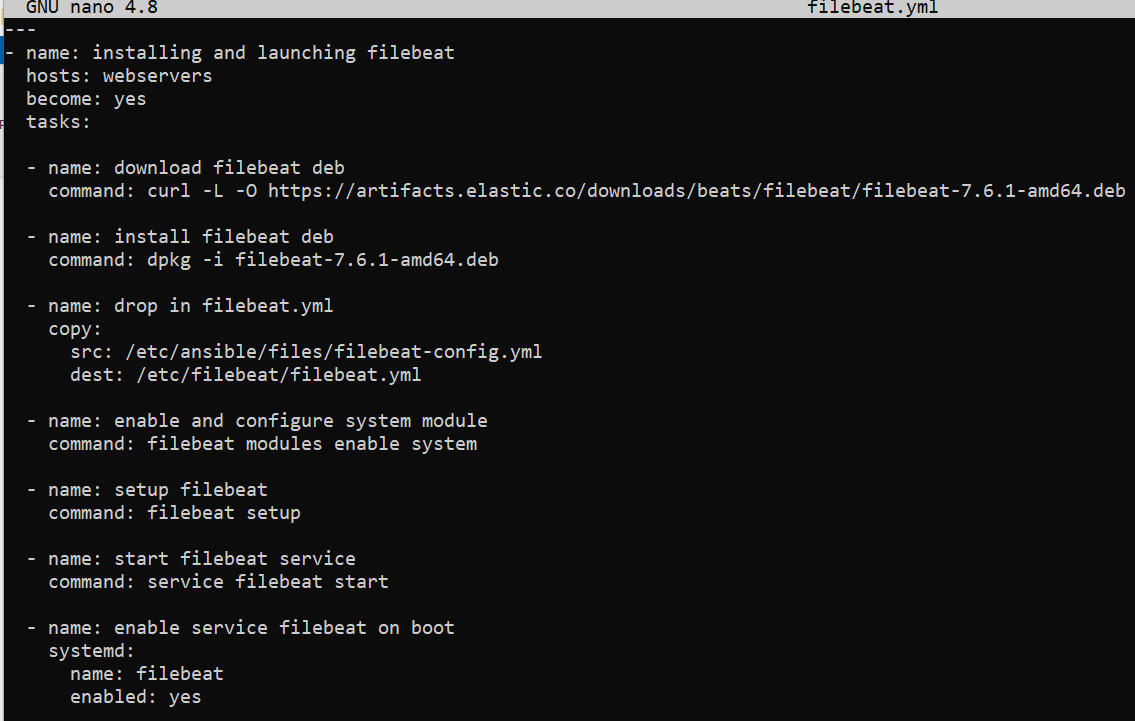 GNU nano 4.8 filebeat.yml
---
- name: installing and launching filebeat
  hosts: webservers
  become: yes
  tasks:

  - name: download filebeat deb
    command: curl -L -O https://artifacts.elastic.co/downloads/beats/filebeat/filebeat-7.6.1-amd64.deb

  - name: install filebeat deb
    command: dpkg -i filebeat-7.6.1-amd64.deb

  - name: drop in filebeat.yml
    copy:
      src: /etc/ansible/files/filebeat-config.yml
      dest: /etc/filebeat/filebeat.yml

  - name: enable and configure system module
    command: filebeat modules enable system

  - name: setup filebeat
    command: filebeat setup

  - name: start filebeat service
    command: service filebeat start

  - name: enable service filebeat on boot
    systemd:
      name: filebeat
      enabled: yes